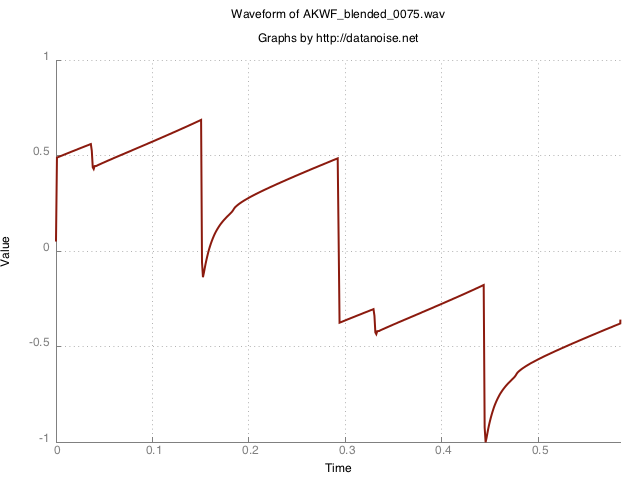 Waveform of AKWF_blended_0075.wav
Graphs by http://datanoise.net
1
0.5
0
-0.5
-1
Value
0 0.1 0.2 0.3 0.4 0.5
Time